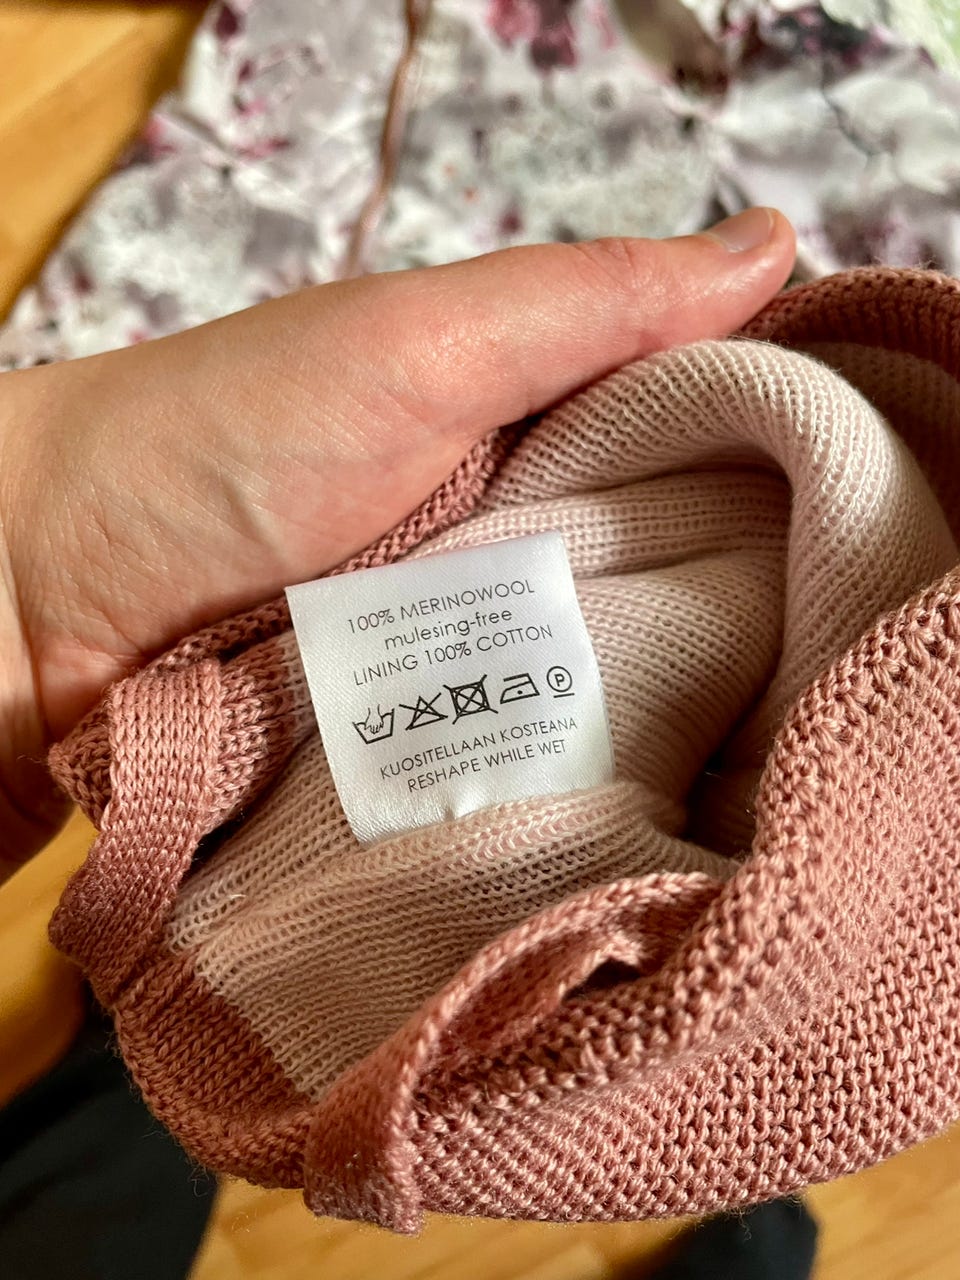 100% MERINOWOOL
mulesing-free
LINING 100% COTTON
P
KUOSITELLAAN KOSTEANA
RESHAPE WHILE WET